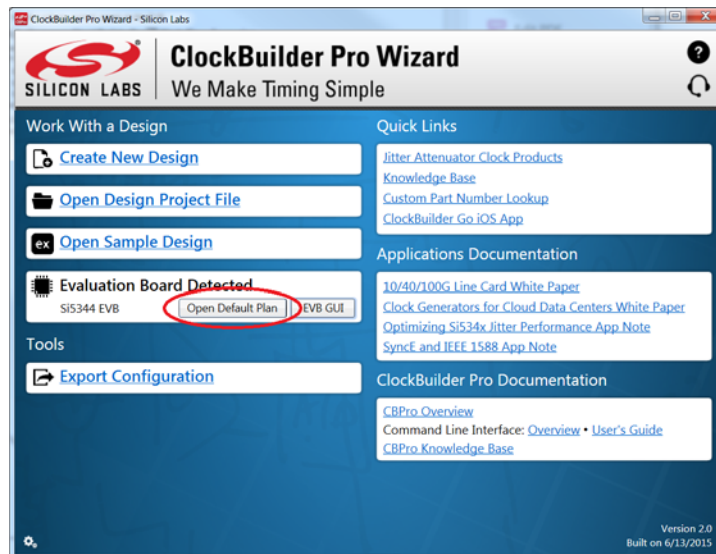 ClockBuilder Pro Wizard - Silicon Labs
SILICON LABS
ClockBuilder Pro Wizard
We Make Timing Simple
?
Work With a Design
Create New Design
Open Design Project File
ex Open Sample Design
Evaluation Board Detected
Si5344 EVB Open Default Plan EVB GUI
Tools
Export Configuration
Quick Links
Jitter Attenuator Clock Products
Knowledge Base
Custom Part Number Lookup
ClockBuilder Go iOS App
Applications Documentation
10/40/100G Line Card White Paper
Clock Generators for Cloud Data Centers White Paper
Optimizing Si534x Jitter Performance App Note
SyncE and IEEE 1588 App Note
ClockBuilder Pro Documentation
CBPro Overview
Command Line Interface: Overview • User's Guide
CBPro Knowledge Base
Version 2.0
Built on 6/13/2015